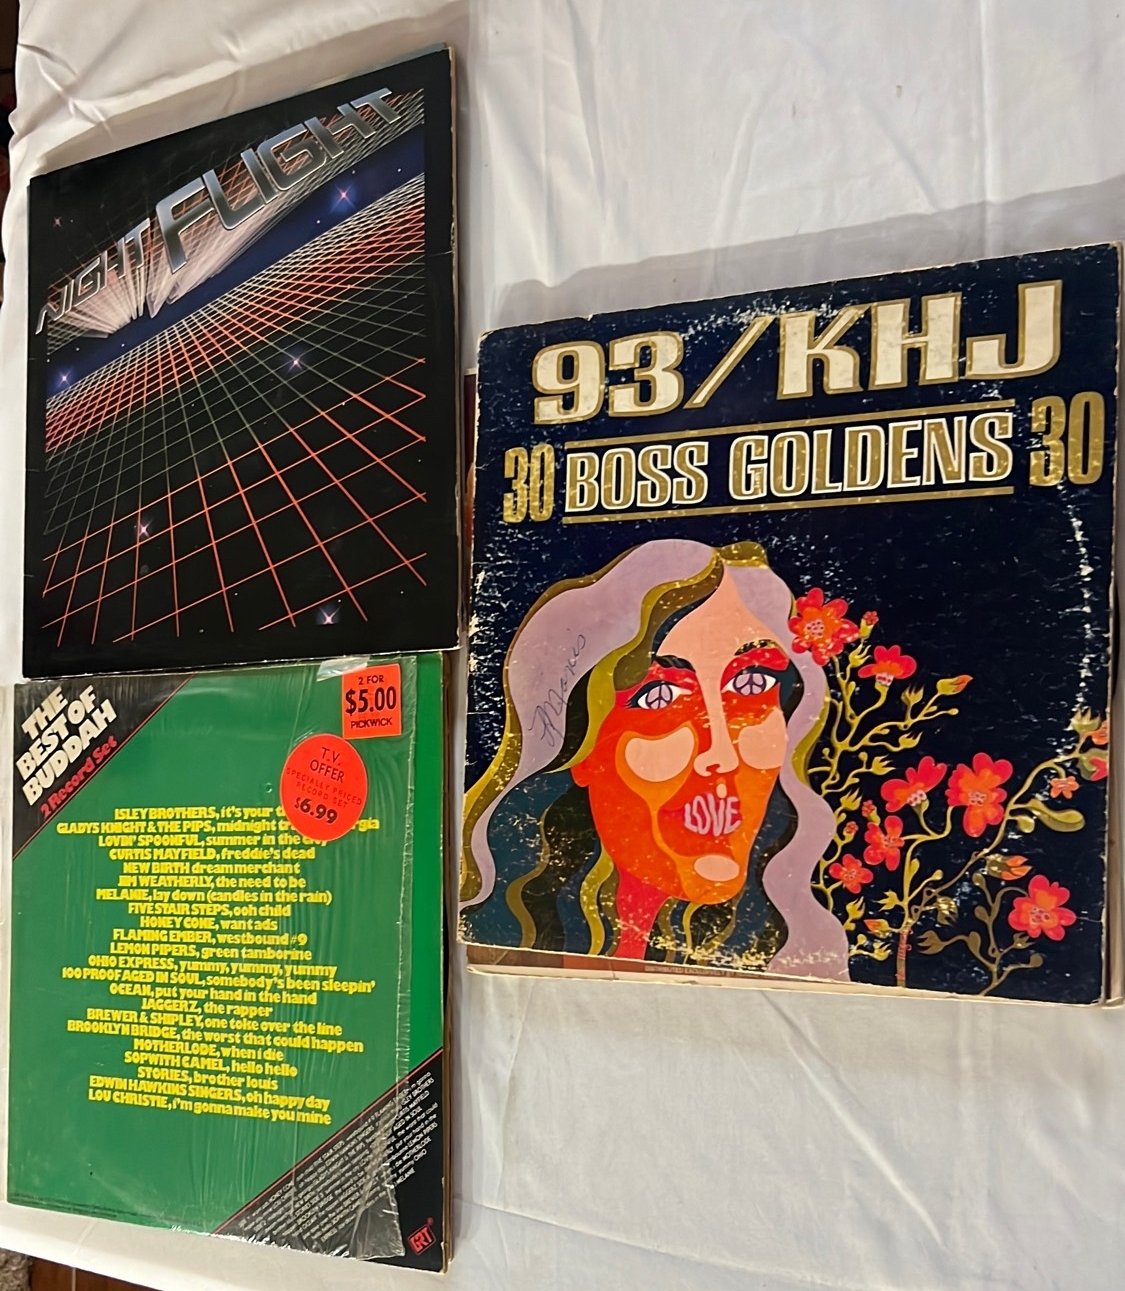 NIGHT FLIGHT
93/KHJ
30 BOSS GOLDENS 30
Maxis
LOVE
THE
BEST OF
BUDDAH
2 Record Set
2 FOR
$5.00
PICKWICK
T.V.
OFFER
SPECIALLY PRICED
RECORD SET
$6.99
ISLEY BROTHERS, it's your
GLADYS KNIGHT & THE PIPS, midnight
LOVIN' SPOONFUL, summer in the city
CURTIS MAYFIELD, freddie's dead
NEW BIRTH dream merchant
JIM WEATHERLY, the need to be
MELANIE, lay down (candles in the rain)
FIVE STAIR STEPS, ooh child
HONEY CONE, want ads
FLAMING EMBER, westbound #9
LEMON PIPERS, green tamborine
OHIO EXPRESS, yummy, yummy, yummy
100 PROOF AGED IN SOUL, somebody's been sleepin'
OCEAN, put your hand in the hand
JAGGERZ, the rapper
BREWER & SHIPLEY, one toke over the line
BROOKLYN BRIDGE, the worst that could happen
MOTHERLODE, when i die
SOPWITH CAMEL, hello hello
STORIES, brother louis
EDWIN HAWKINS SINGERS, oh happy day
LOU CHRISTIE, i'm gonna make you mine
GRT